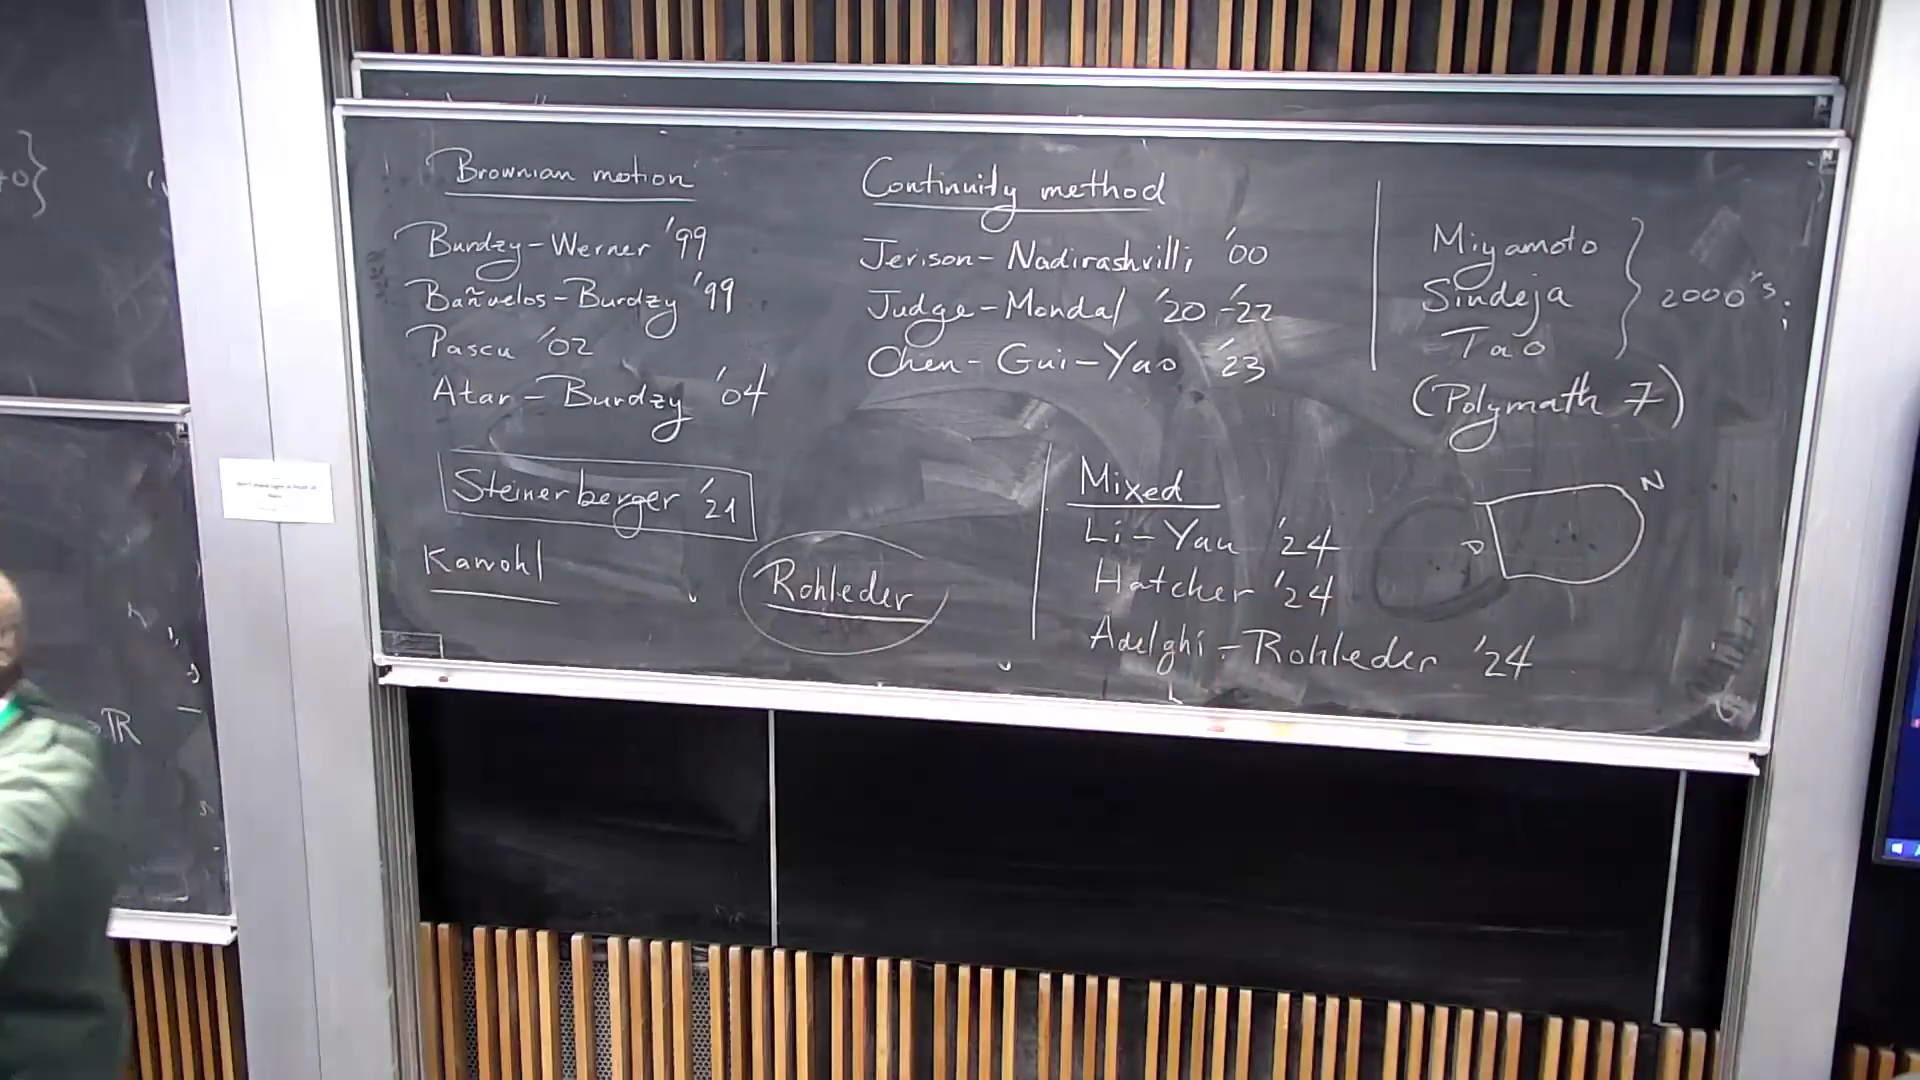 Brownian motion
Burdzy-Werner '99
Bañuelos-Burdzy '99
Pascu '02
Atar-Burdzy '04
Steinerberger '21
Kawohl
Rohleder
Continuity method
Jerison-Nadirashvilli '00
Judge-Mondal '20-'22
Chen-Gui-Yao '23
Miyamoto
Sindeja
Tao
} 2000's;
(Polymath 7)
Mixed
Li-Yau '24
Hatcher '24
Adelghi-Rohleder '24
D
N
R